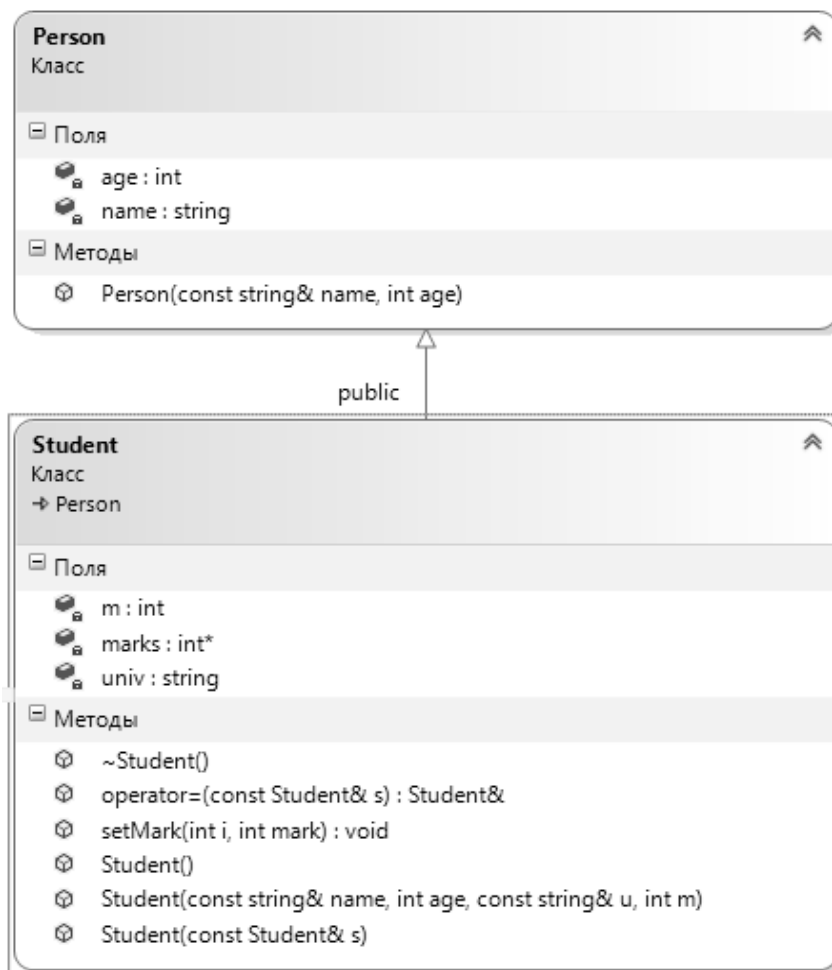 Person
Класс
Поля
age : int
name : string
Методы
Person(const string& name, int age)
public
Student
Класс
Person
Поля
m : int
marks : int*
univ : string
Методы
~Student()
operator=(const Student& s) : Student&
setMark(int i, int mark) : void
Student()
Student(const string& name, int age, const string& u, int m)
Student(const Student& s)